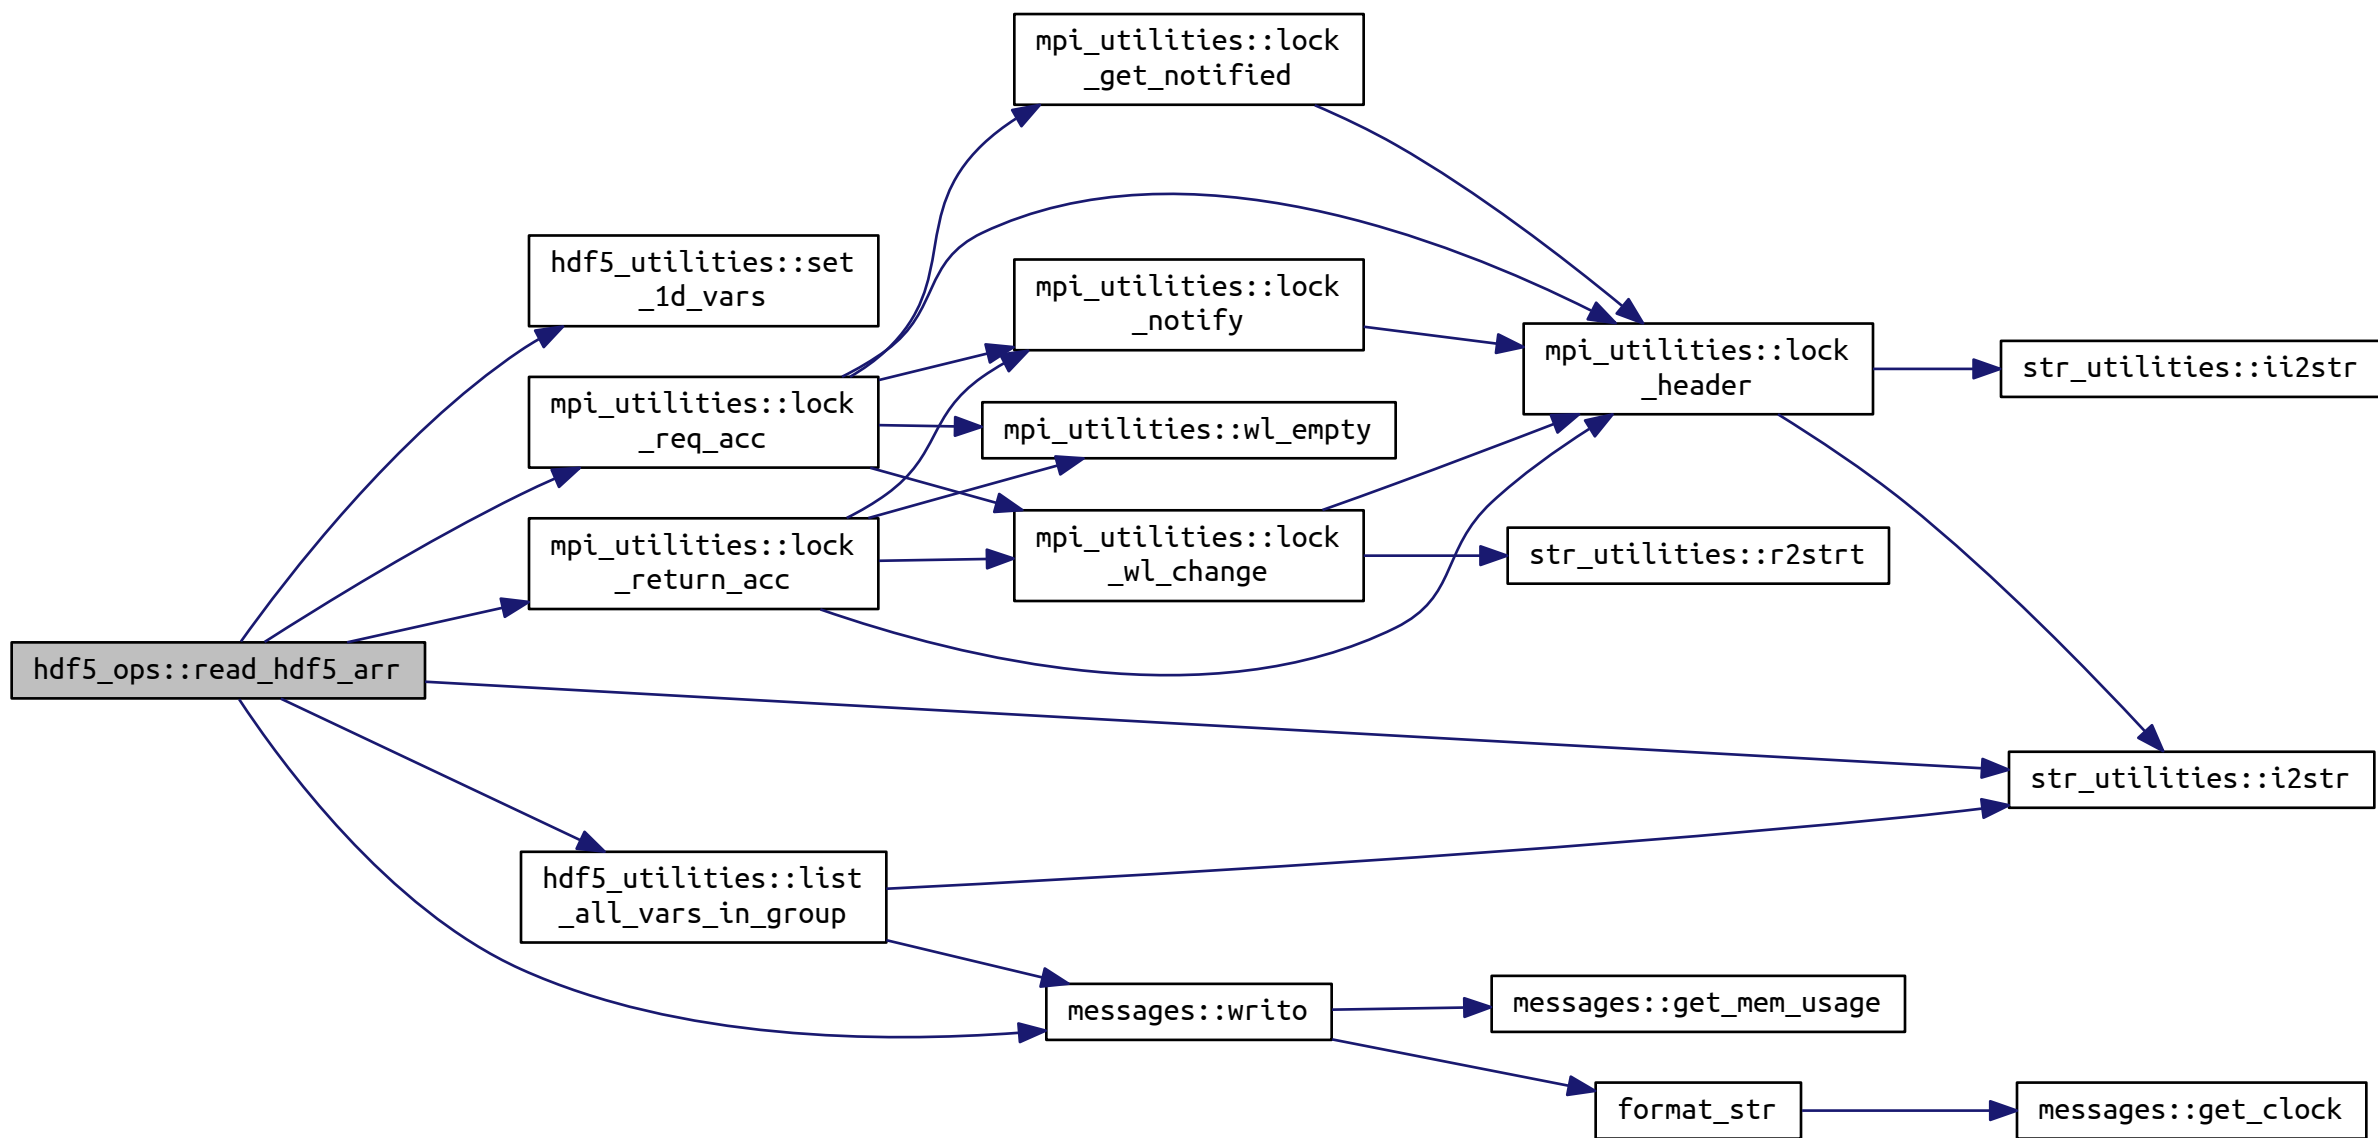 mpi_utilities::lock
_get_notified
hdf5_utilities::set
_1d_vars
mpi_utilities::lock
_notify
mpi_utilities::lock
_header
str_utilities::ii2str
mpi_utilities::lock
_req_acc
mpi_utilities::wl_empty
mpi_utilities::lock
_return_acc
mpi_utilities::lock
_wl_change
str_utilities::r2strt
hdf5_ops::read_hdf5_arr
str_utilities::i2str
hdf5_utilities::list
_all_vars_in_group
messages::writo
messages::get_mem_usage
format_str
messages::get_clock